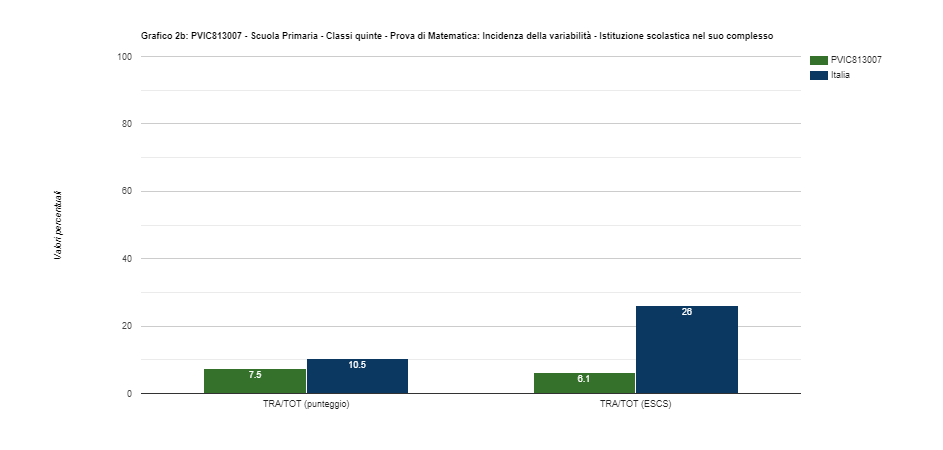 Grafico 2b: PVIC813007 - Scuola Primaria - Classi quinte - Prova di Matematica: Incidenza della variabilità - Istituzione scolastica nel suo complesso
PVIC813007
Italia
Valori percentuali
100
80
60
40
20
0
7.5
10.5
6.1
26
TRA/TOT (punteggio)
TRA/TOT (ESCS)